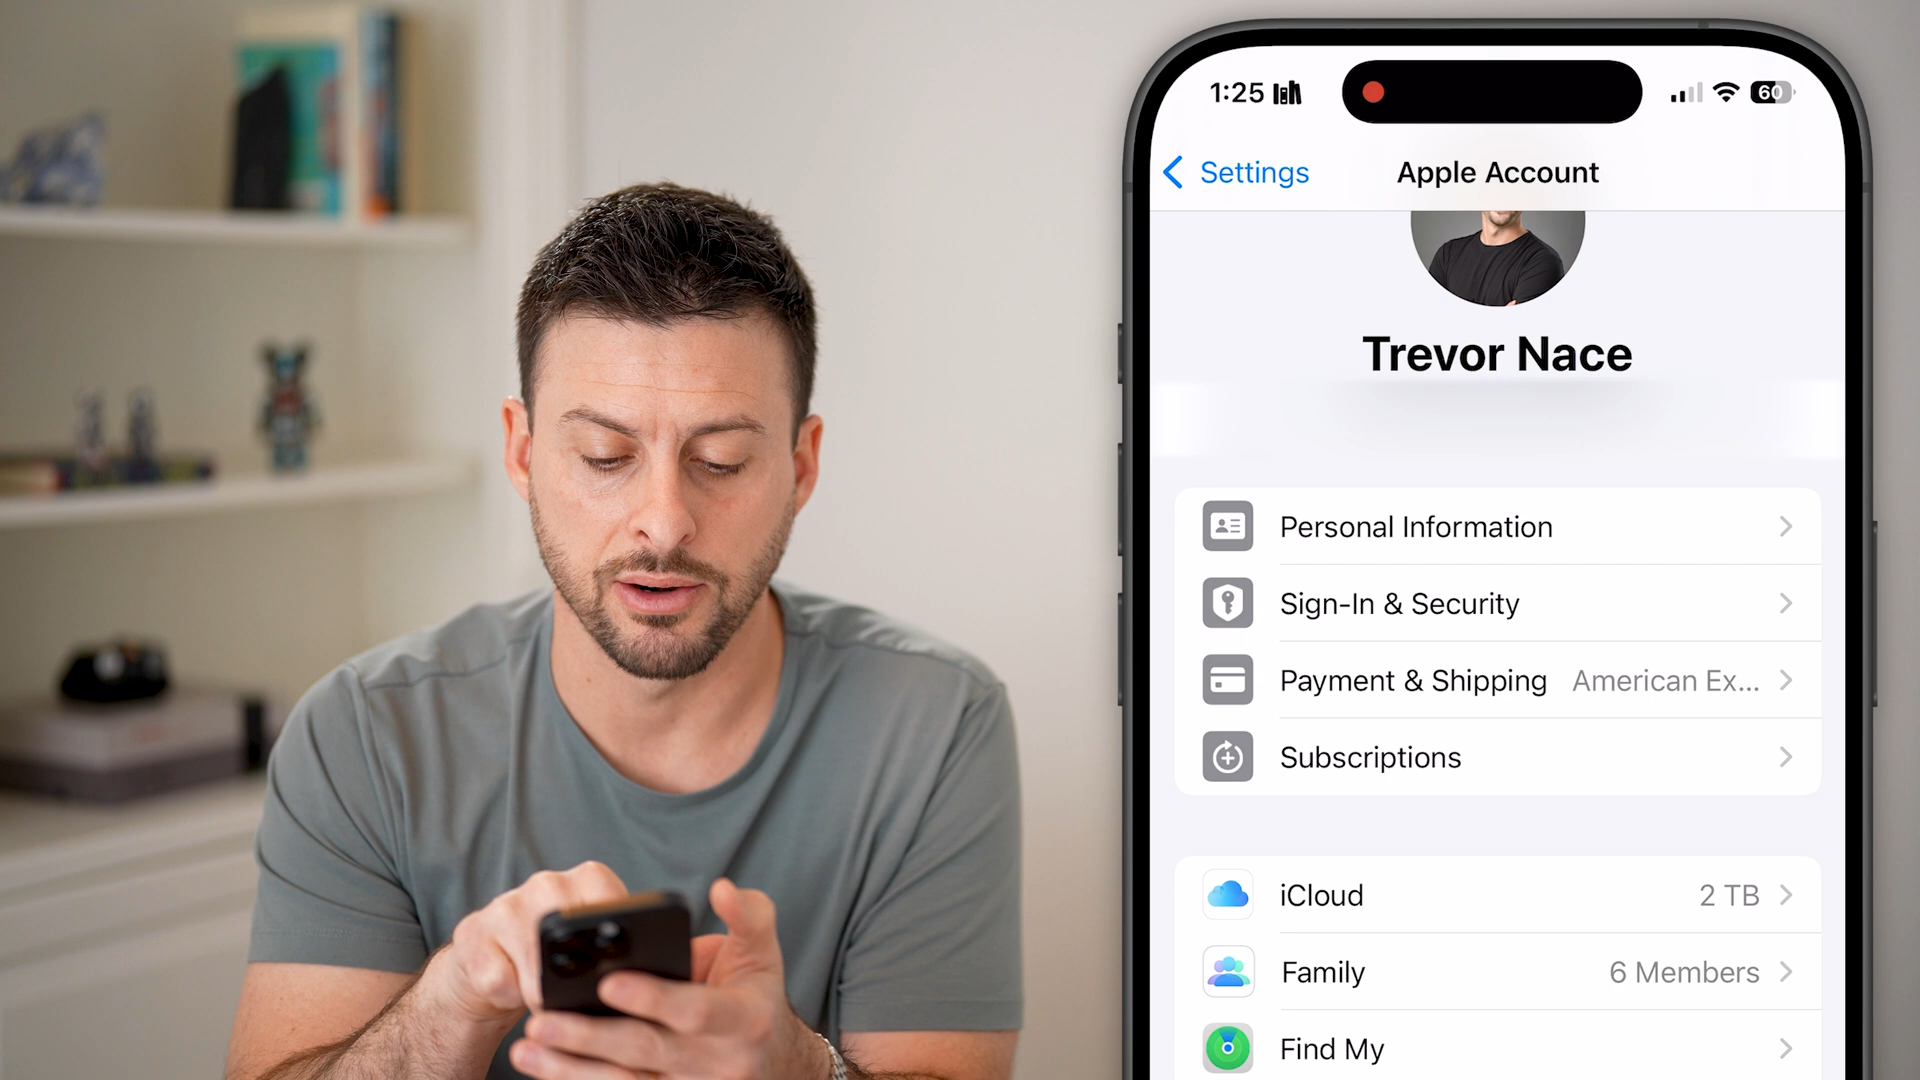 1:25
60
Settings
Apple Account
Trevor Nace
Personal Information
Sign-In & Security
Payment & Shipping American Ex...
Subscriptions
iCloud 2 TB
Family 6 Members
Find My